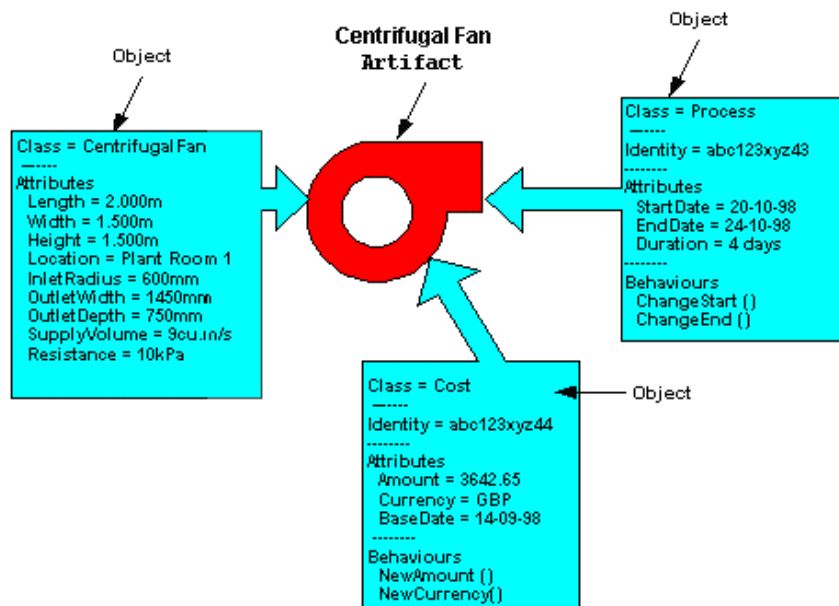 Centrifugal Fan
Artifact
Object
Class = Centrifugal Fan
-------
Attributes
Length = 2.000m
Width = 1.500m
Height = 1.500m
Location = Plant Room 1
InletRadius = 600mm
OutletWidth = 1450mm
OutletDepth = 750mm
SupplyVolume = 9cu.m/s
Resistance = 10kPa
Object
Class = Process
-------
Identity = abc123xyz43
--------
Attributes
StartDate = 20-10-98
EndDate = 24-10-98
Duration = 4 days
--------
Behaviours
ChangeStart ()
ChangeEnd ()
Object
Class = Cost
-------
Identity = abc123xyz44
--------
Attributes
Amount = 3642.65
Currency = GBP
BaseDate = 14-09-98
--------
Behaviours
NewAmount ()
NewCurrency()